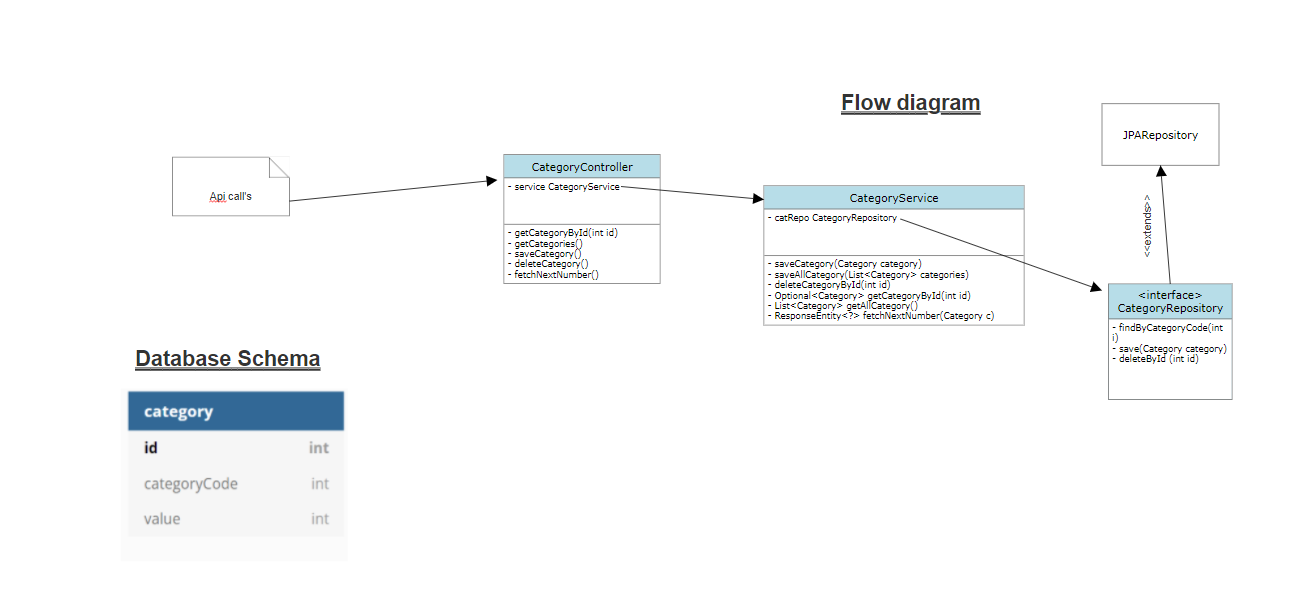 Flow diagram
JPARepository
Api call's
CategoryController
- service CategoryService
- getCategoryById(int id)
- getCategories()
- saveCategory()
- deleteCategory()
- fetchNextNumber()
CategoryService
- catRepo CategoryRepository
- saveCategory(Category category)
- saveAllCategory(List<Category> categories)
- deleteCategoryById(int id)
- Optional<Category> getCategoryById(int id)
- List<Category> getAllCategory()
- ResponseEntity<?> fetchNextNumber(Category c)
<<extends>>
<interface>
CategoryRepository
- findByCategoryCode(int
i)
- save(Category category)
- deleteById (int id)
Database Schema
category
id int
categoryCode int
value int